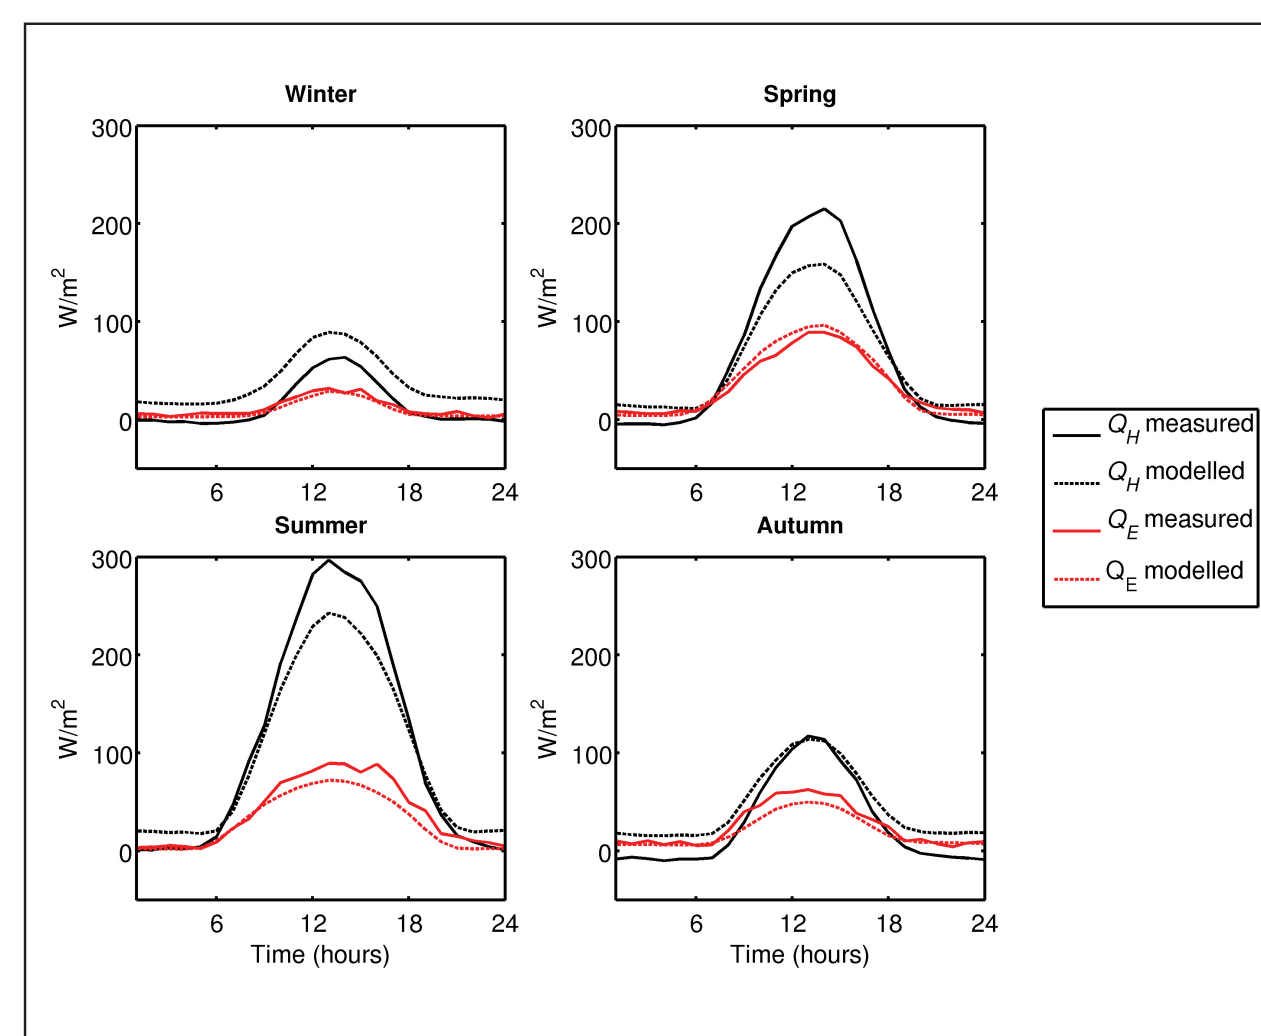 Winter
300
200
100
0
W/m2
6 12 18 24
Spring
300
200
100
0
W/m2
6 12 18 24
Summer
300
200
100
0
W/m2
6 12 18 24
Time (hours)
Autumn
300
200
100
0
W/m2
6 12 18 24
Time (hours)
QH measured
QH modelled
QE measured
QE modelled